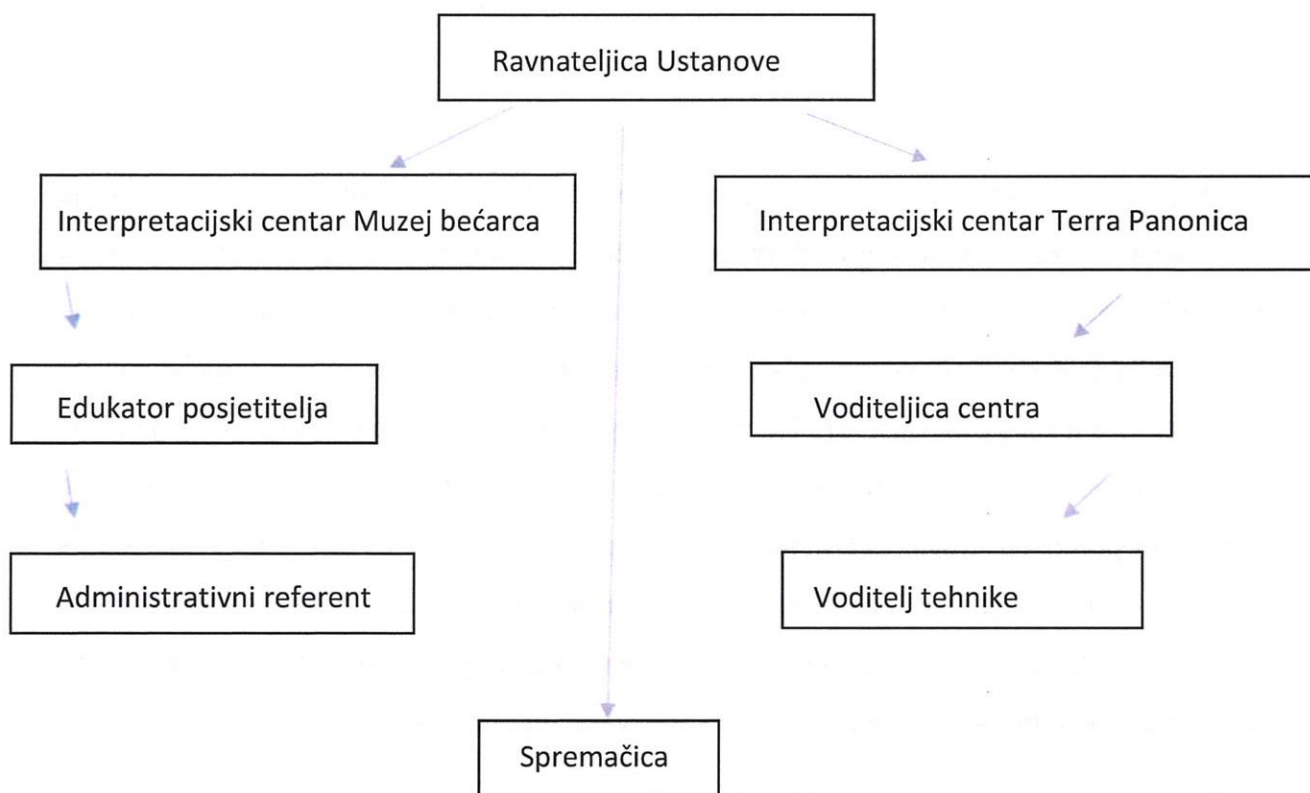 Ravnateljica Ustanove
Interpretacijski centar Muzej bećarca
Interpretacijski centar Terra Panonica
Edukator posjetitelja
Voditeljica centra
Administrativni referent
Voditelj tehnike
Spremačica